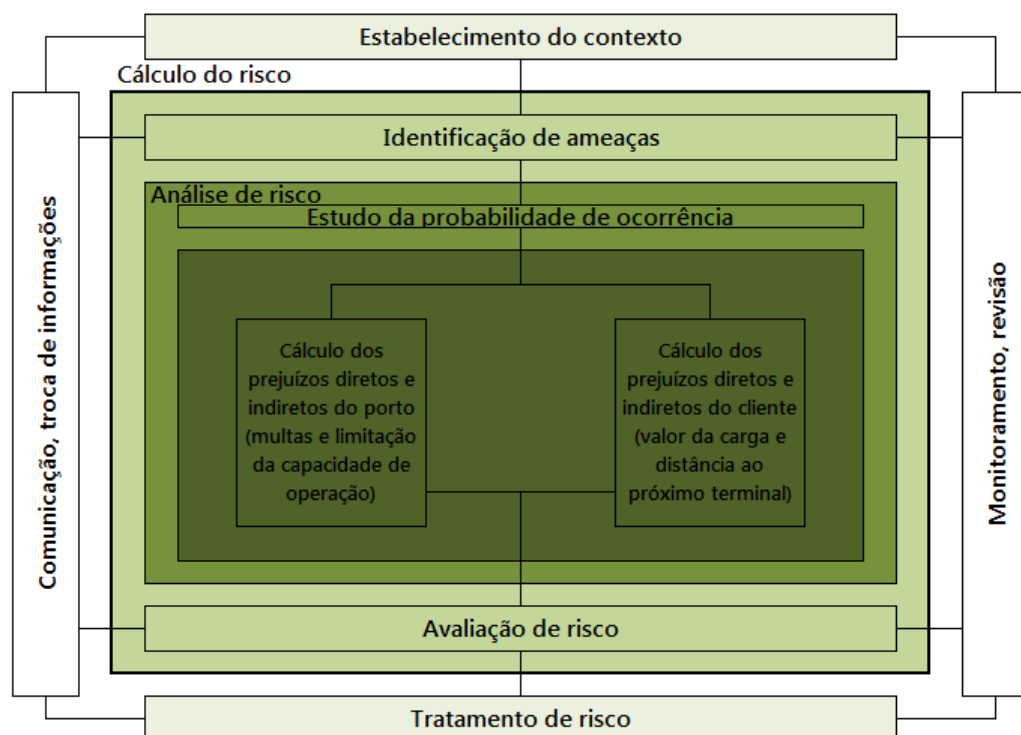 Estabelecimento do contexto
Cálculo do risco
Identificação de ameaças
Análise de risco
Estudo da probabilidade de ocorrência
Cálculo dos
prejuízos diretos e
indiretos do porto
(multas e limitação
da capacidade de
operação)
Cálculo dos
prejuízos diretos e
indiretos do cliente
(valor da carga e
distância ao
próximo terminal)
Avaliação de risco
Tratamento de risco
Comunicação, troca de informações
Monitoramento, revisão